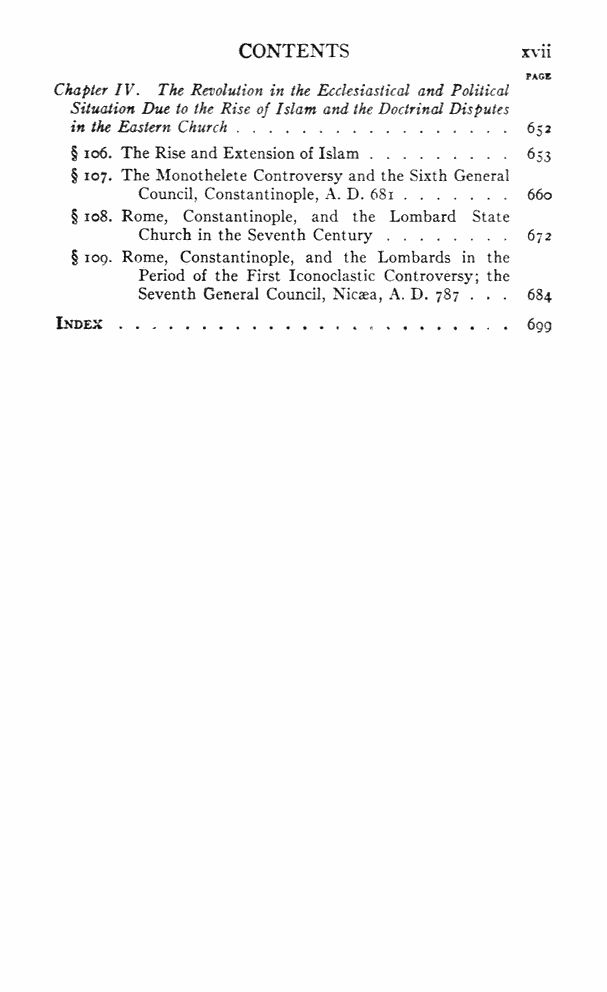 CONTENTS xvii
PAGE
Chapter IV. The Revolution in the Ecclesiastical and Political
Situation Due to the Rise of Islam and the Doctrinal Disputes
in the Eastern Church . . . . . . . . . . . . . . . . . 652
§ 106. The Rise and Extension of Islam . . . . . . . . . 653
§ 107. The Monothelete Controversy and the Sixth General
Council, Constantinople, A. D. 681 . . . . . . . 660
§ 108. Rome, Constantinople, and the Lombard State
Church in the Seventh Century . . . . . . . . 672
§ 109. Rome, Constantinople, and the Lombards in the
Period of the First Iconoclastic Controversy; the
Seventh General Council, Nicæa, A. D. 787 . . . 684
INDEX . . . . . . . . . . . . . . . . . . . . . . . . 699